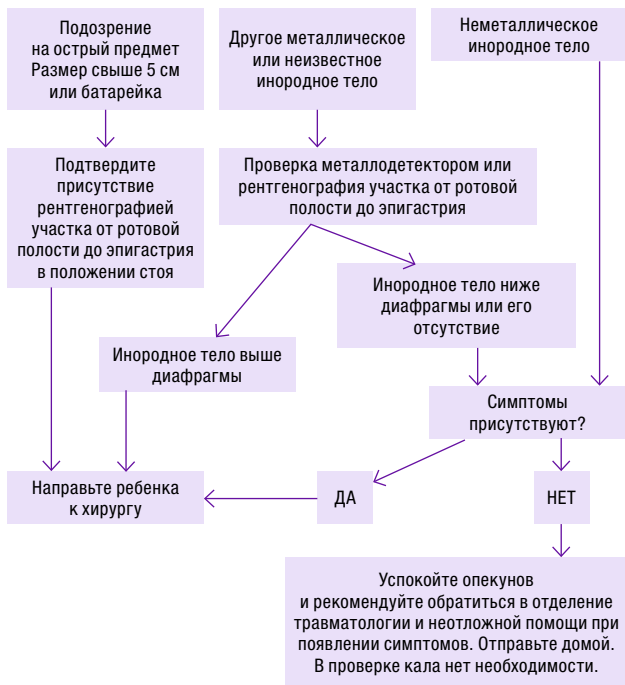 Подозрение
на острый предмет
Размер свыше 5 см
или батарейка
Другое металлическое
или неизвестное
инородное тело
Неметаллическое
инородное тело
Подтвердите
присутствие
рентгенографией
участка от ротовой
полости до эпигастрия
в положении стоя
Проверка металлодетектором или
рентгенография участка от ротовой
полости до эпигастрия
Инородное тело ниже
диафрагмы или его
отсутствие
Инородное тело выше
диафрагмы
Симптомы
присутствуют?
Направьте ребенка
к хирургу
ДА
НЕТ
Успокойте опекунов
и рекомендуйте обратиться в отделение
травматологии и неотложной помощи при
появлении симптомов. Отправьте домой.
В проверке кала нет необходимости.